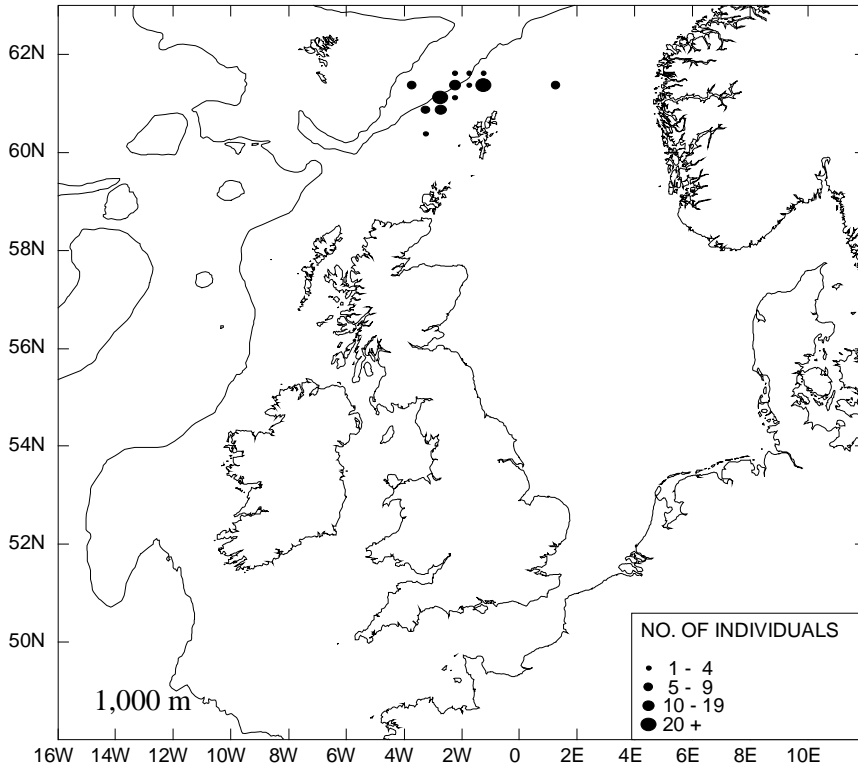 62N
60N
58N
56N
54N
52N
50N
1,000 m
NO. OF INDIVIDUALS
1 - 4
5 - 9
10 - 19
20 +
16W 14W 12W 10W 8W 6W 4W 2W 0 2E 4E 6E 8E 10E